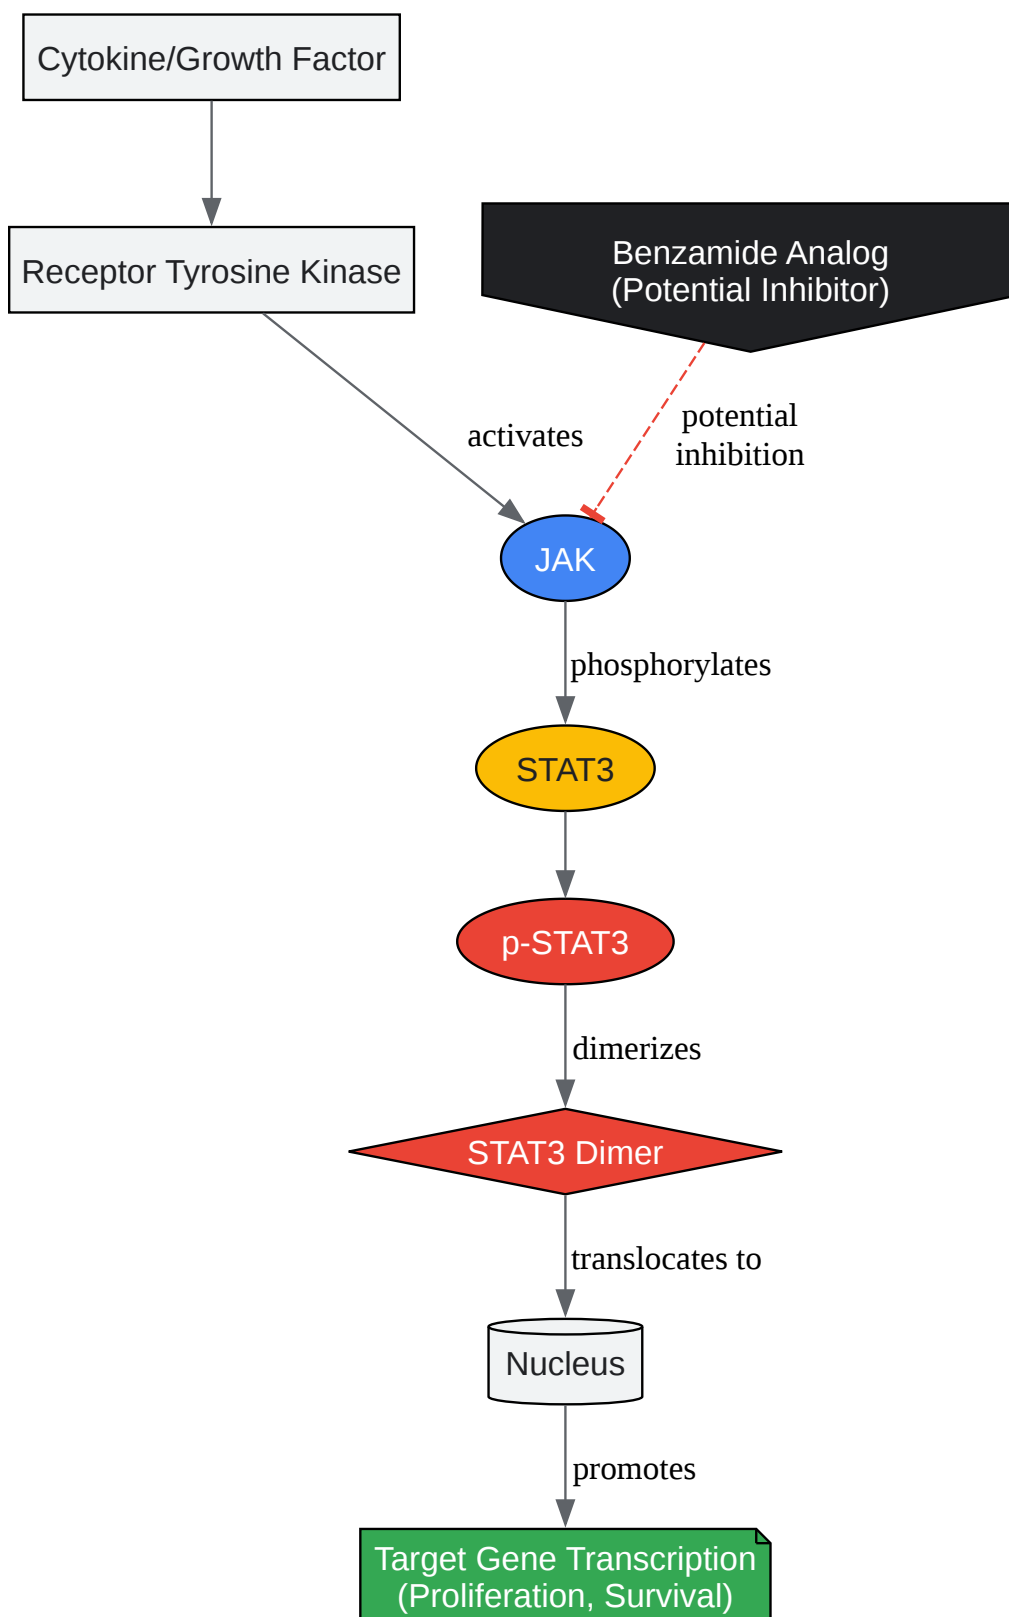 Cytokine/Growth Factor
Receptor Tyrosine Kinase
Benzamide Analog
(Potential Inhibitor)
activates
potential
inhibition
JAK
phosphorylates
STAT3
p-STAT3
dimerizes
STAT3 Dimer
translocates to
Nucleus
promotes
Target Gene Transcription
(Proliferation, Survival)